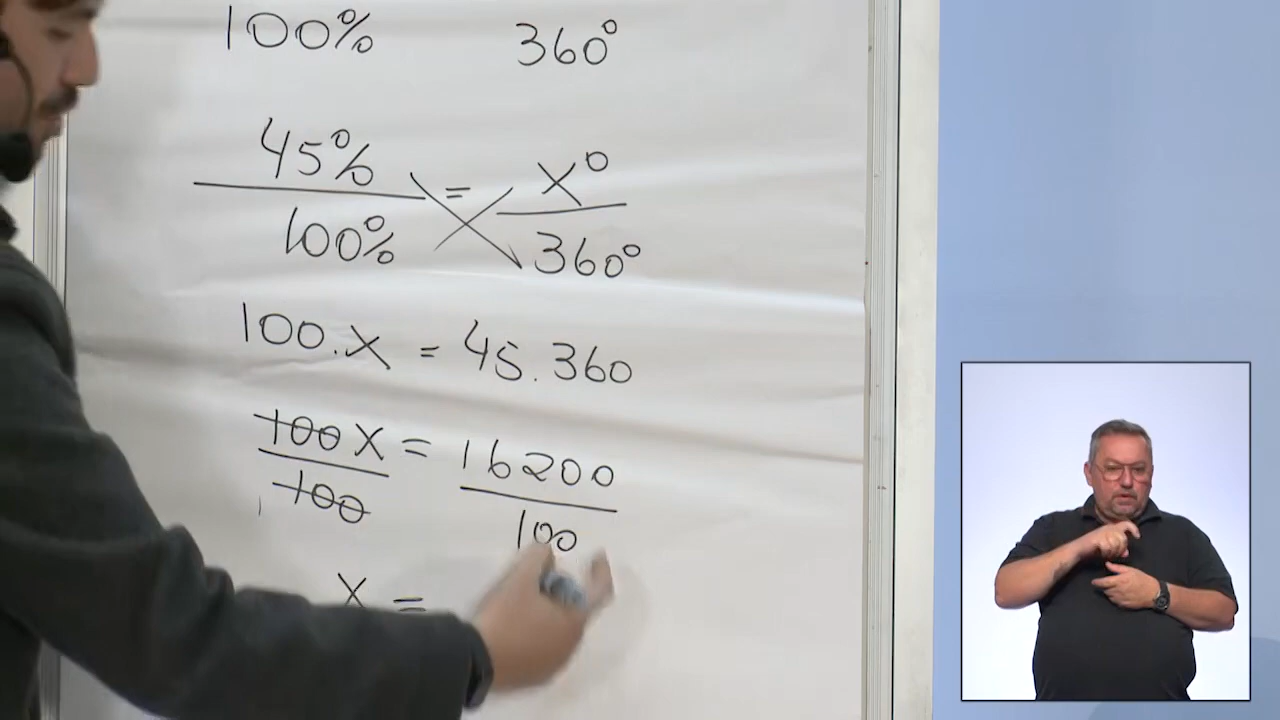 100% 360°
45% = x°
100% 360°
100.x = 45.360
100x = 16200
100 100
x =